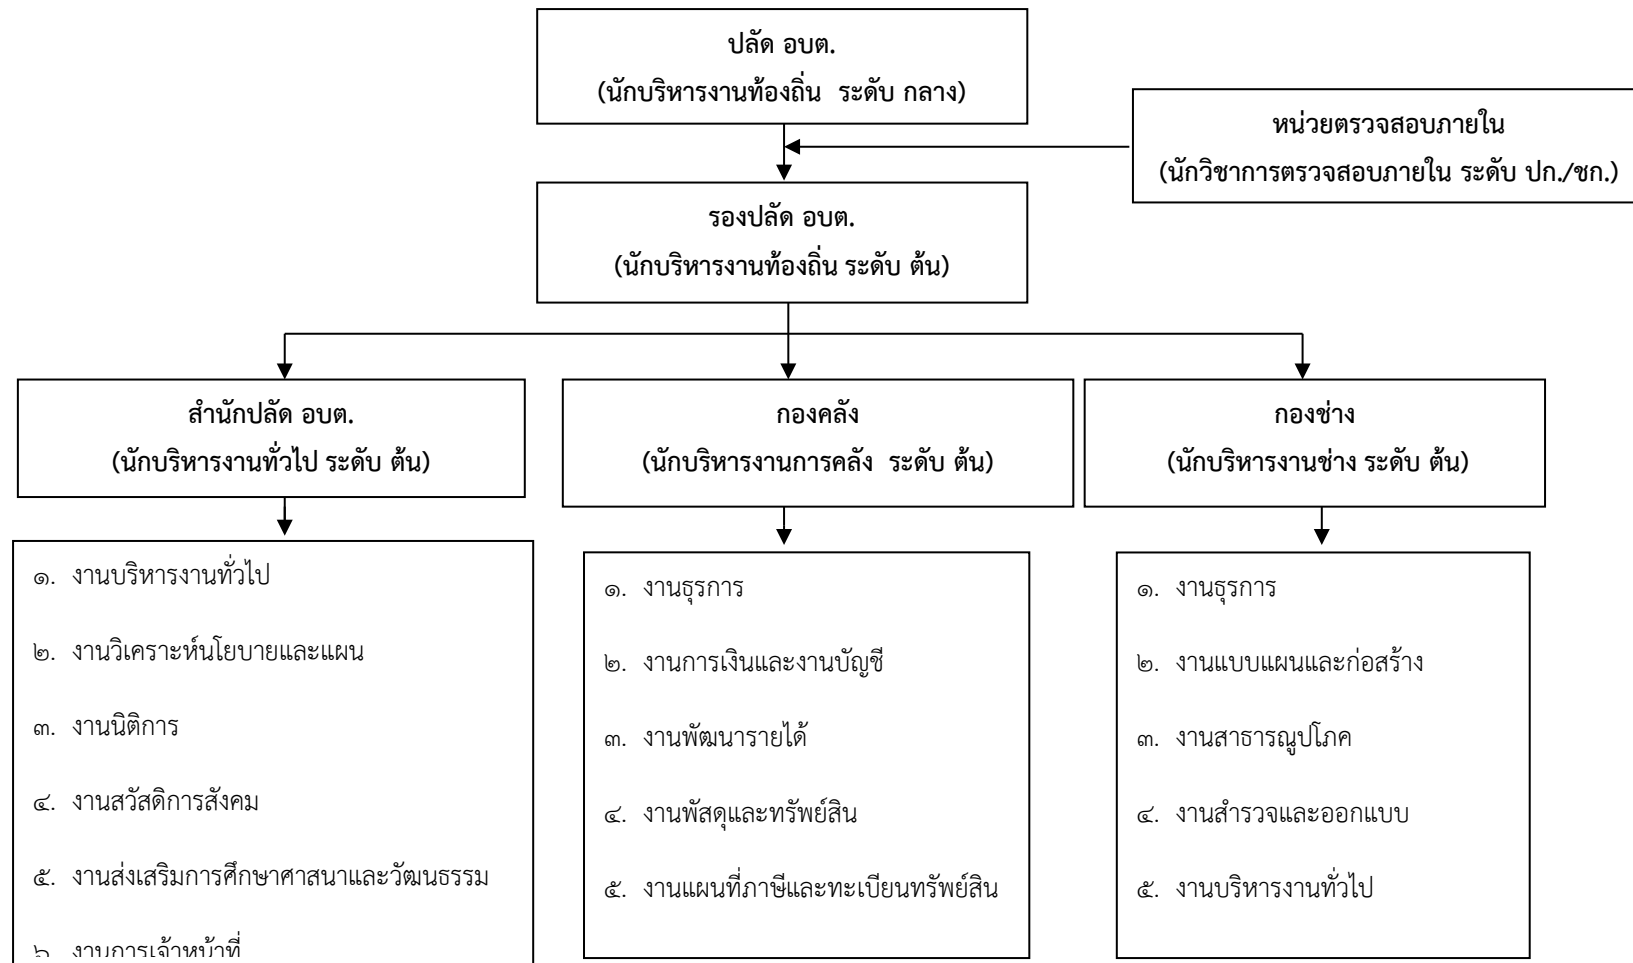 ปลัด อบต.
(นักบริหารงานท้องถิ่น ระดับ กลาง)
หน่วยตรวจสอบภายใน
(นักวิชาการตรวจสอบภายใน ระดับ ปก./ชก.)
รองปลัด อบต.
(นักบริหารงานท้องถิ่น ระดับ ต้น)
สำนักปลัด อบต.
(นักบริหารงานทั่วไป ระดับ ต้น)
กองคลัง
(นักบริหารงานการคลัง ระดับ ต้น)
กองช่าง
(นักบริหารงานช่าง ระดับ ต้น)
๑. งานบริหารงานทั่วไป
๒. งานวิเคราะห์นโยบายและแผน
๓. งานนิติการ
๔. งานสวัสดิการสังคม
๕. งานส่งเสริมการศึกษาศาสนาและวัฒนธรรม
๖. งานการเจ้าหน้าที่
๑. งานธุรการ
๒. งานการเงินและงานบัญชี
๓. งานพัฒนารายได้
๔. งานพัสดุและทรัพย์สิน
๕. งานแผนที่ภาษีและทะเบียนทรัพย์สิน
๑. งานธุรการ
๒. งานแบบแผนและก่อสร้าง
๓. งานสาธารณูปโภค
๔. งานสำรวจและออกแบบ
๕. งานบริหารงานทั่วไป